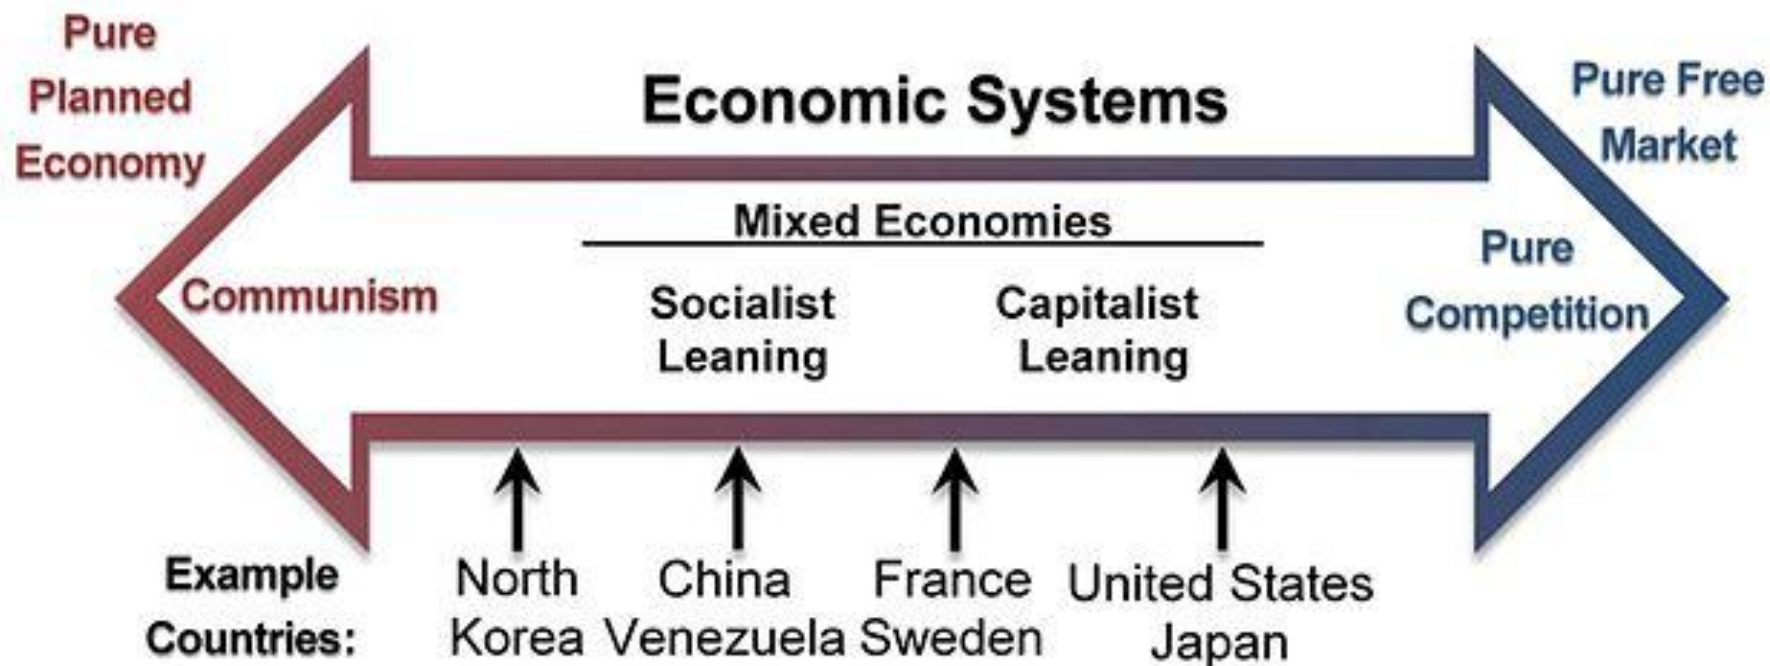 Pure
Planned
Economy
Economic Systems
Pure Free
Market
Mixed Economies
Communism
Socialist
Leaning
Capitalist
Leaning
Pure
Competition
Example
Countries:
North
Korea
China
Venezuela
France
Sweden
United States
Japan